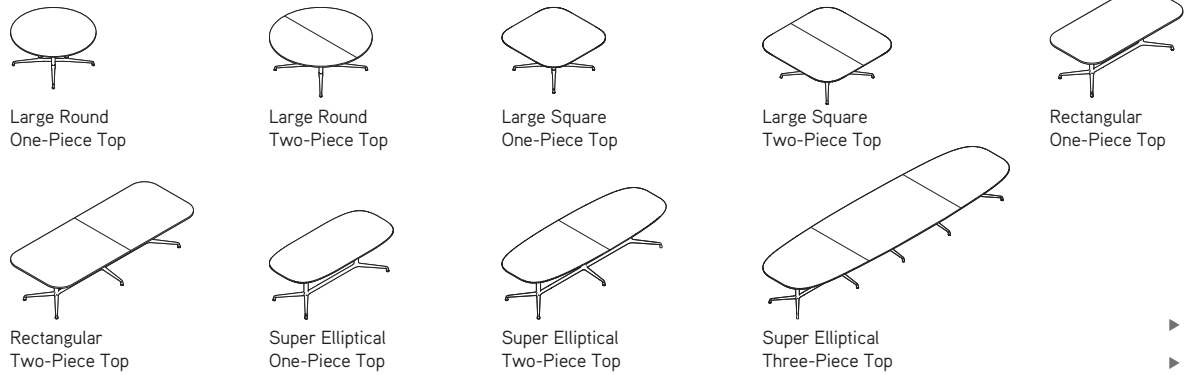 Large Round
One-Piece Top
Large Round
Two-Piece Top
Large Square
One-Piece Top
Large Square
Two-Piece Top
Rectangular
One-Piece Top
Rectangular
Two-Piece Top
Super Elliptical
One-Piece Top
Super Elliptical
Two-Piece Top
Super Elliptical
Three-Piece Top